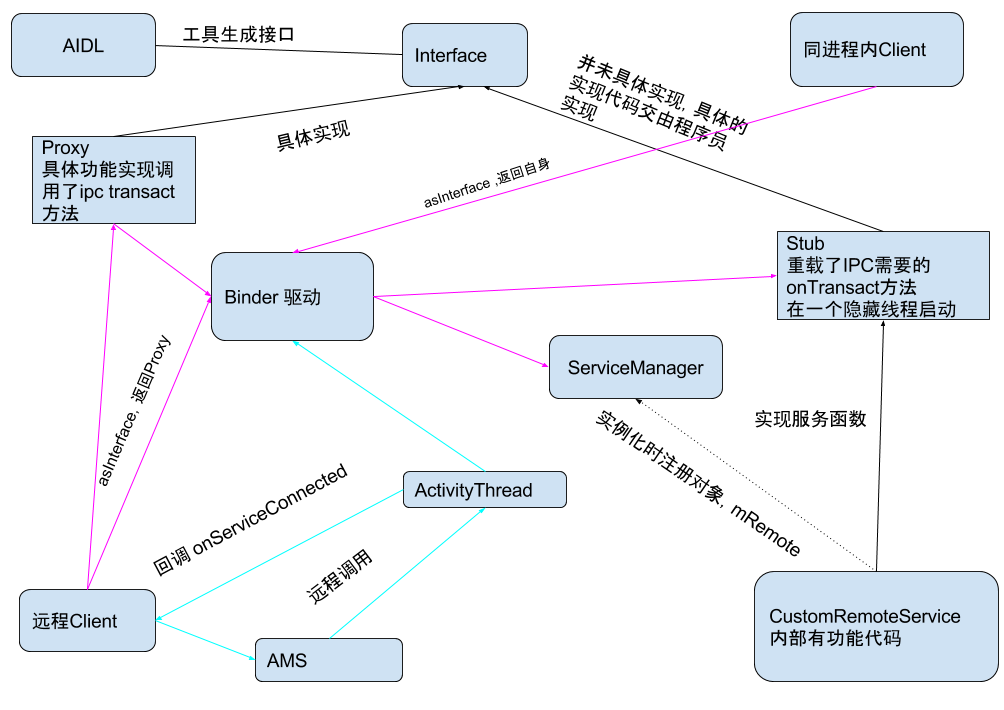 AIDL
工具生成接口
Interface
同进程内Client
并未具体实现, 具体的
实现代码交由程序员
实现
具体实现
Proxy
具体功能实现调
用了ipc transact
方法
asInterface ,返回自身
Stub
重载了IPC需要的
onTransact方法
在一个隐藏线程启动
Binder 驱动
ServiceManager
asInterface, 返回Proxy
实现服务函数
实例化时注册对象, mRemote
ActivityThread
回调 onServiceConnected
远程调用
远程Client
AMS
CustomRemoteService
内部有功能代码